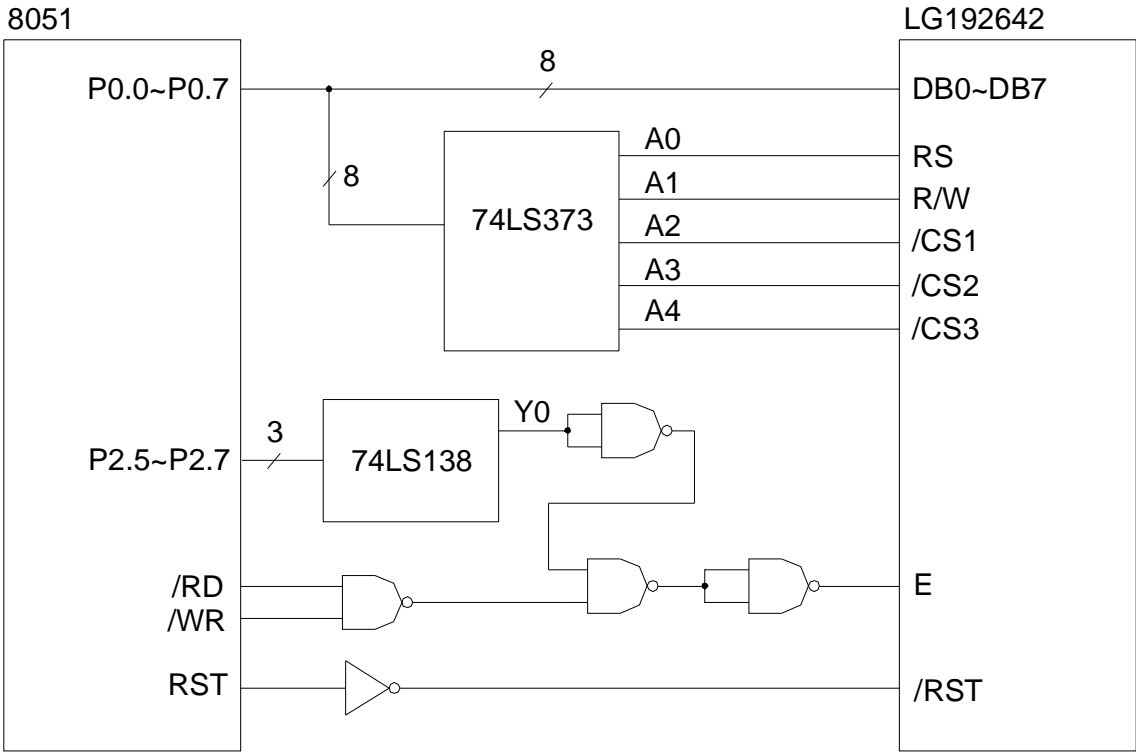 8051
LG192642
P0.0~P0.7
8
DB0~DB7
8
74LS373
A0
RS
A1
R/W
A2
/CS1
A3
/CS2
A4
/CS3
P2.5~P2.7
3
74LS138
Y0
/RD
/WR
E
RST
/RST